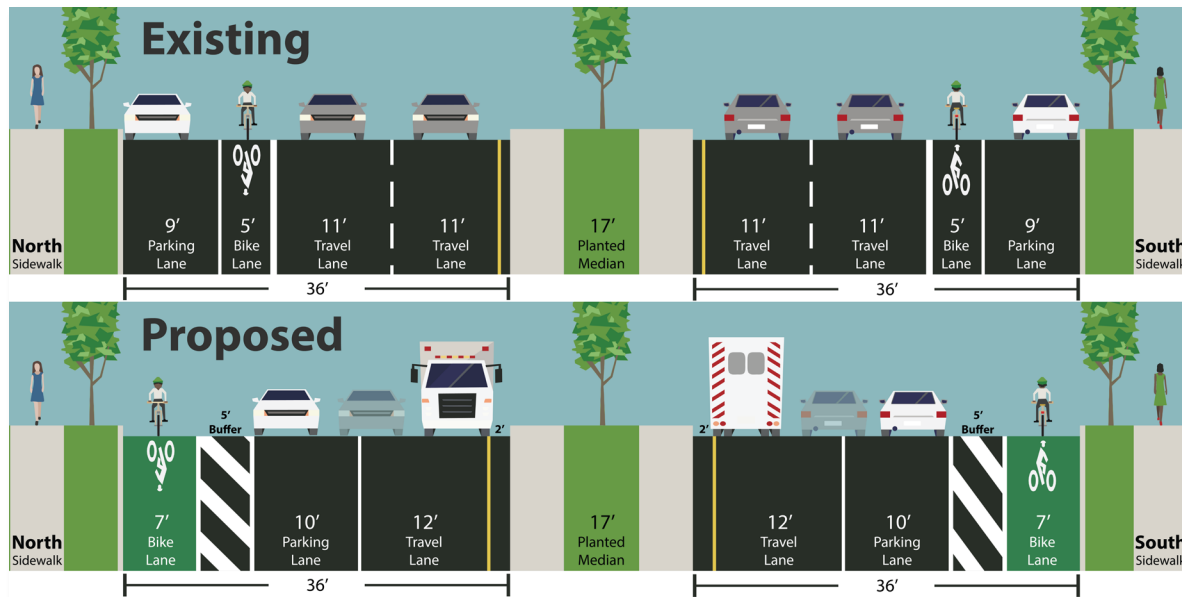 Existing
9’ 5’ 11’ 11’ 17’ 11’ 11’ 5’ 9’
North Parking Bike Travel Travel Planted Travel Travel Bike Parking South
Sidewalk Lane Lane Lane Lane Median Lane Lane Lane Lane Sidewalk
36’ 36’
Proposed
5’ 5’
Buffer 2’ 2’ Buffer
7’ 10’ 12’ 17’ 12’ 10’ 7’
North Bike Parking Travel Planted Travel Parking Bike South
Sidewalk Lane Lane Lane Median Lane Lane Lane Sidewalk
36’ 36’